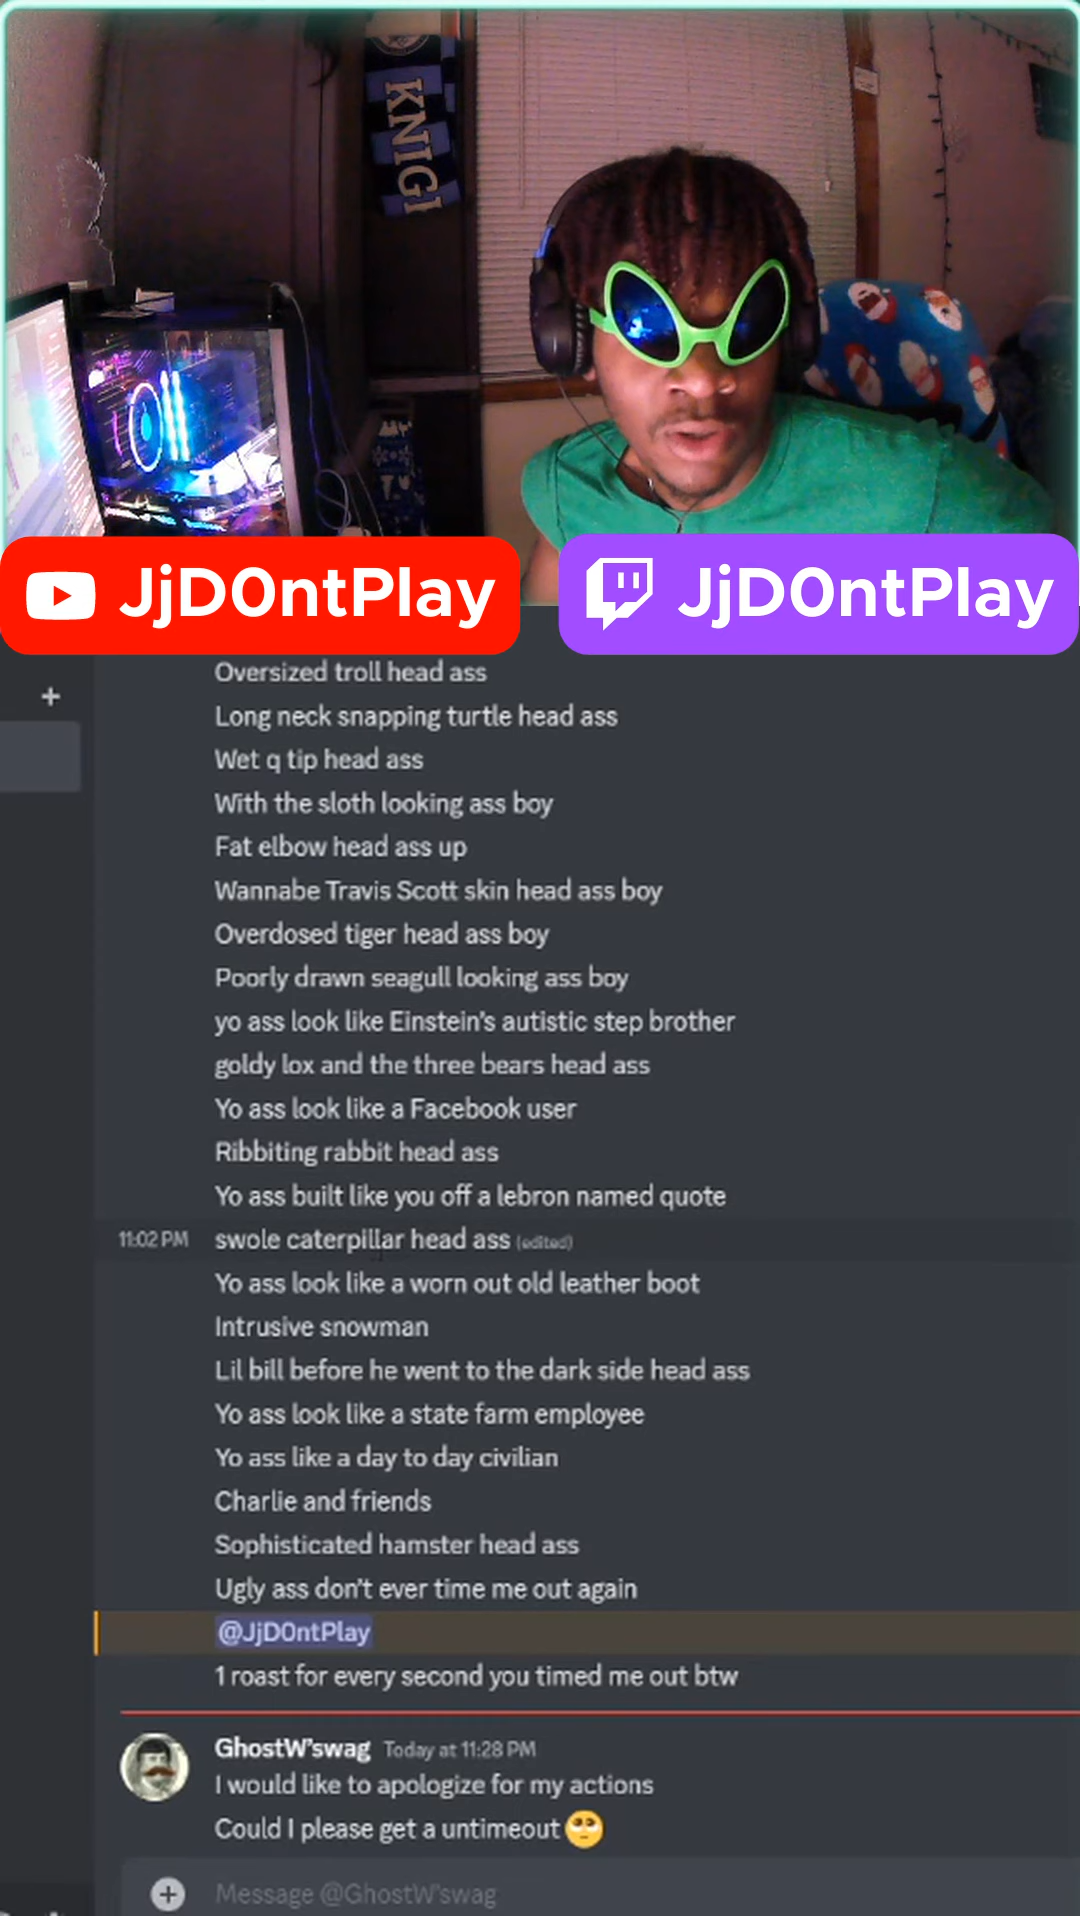 KNIGI
JjD0ntPlay
JjD0ntPlay
Oversized troll head ass
Long neck snapping turtle head ass
Wet q tip head ass
With the sloth looking ass boy
Fat elbow head ass up
Wannabe Travis Scott skin head ass boy
Overdosed tiger head ass boy
Poorly drawn seagull looking ass boy
yo ass look like Einstein's autistic step brother
goldy lox and the three bears head ass
Yo ass look like a Facebook user
Ribbiting rabbit head ass
Yo ass built like you off a lebron named quote
11:02 PM swole caterpillar head ass (edited)
Yo ass look like a worn out old leather boot
Intrusive snowman
Lil bill before he went to the dark side head ass
Yo ass look like a state farm employee
Yo ass like a day to day civilian
Charlie and friends
Sophisticated hamster head ass
Ugly ass don't ever time me out again
@JjD0ntPlay
1 roast for every second you timed me out btw
GhostW'swag Today at 11:28 PM
I would like to apologize for my actions
Could I please get a untimeout 🥺
Message @GhostW'swag